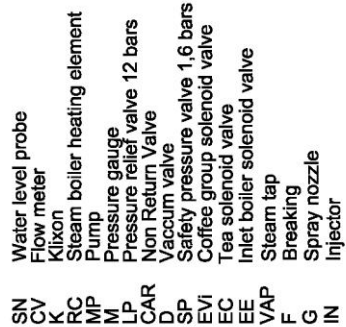 SN Water level probe
CV Flow meter
K Klixon
RC Steam boiler heating element
MP Pump
M Pressure gauge
LP Pressure relief valve 12 bars
CAR Non Return Valve
D Vaccum valve
SP Safety pressure valve 1,6 bars
EVi Coffee group solenoid valve
EC Tea solenoid valve
EE Inlet boiler solenoid valve
VAP Steam tap
F Breaking
G Spray nozzle
IN Injector